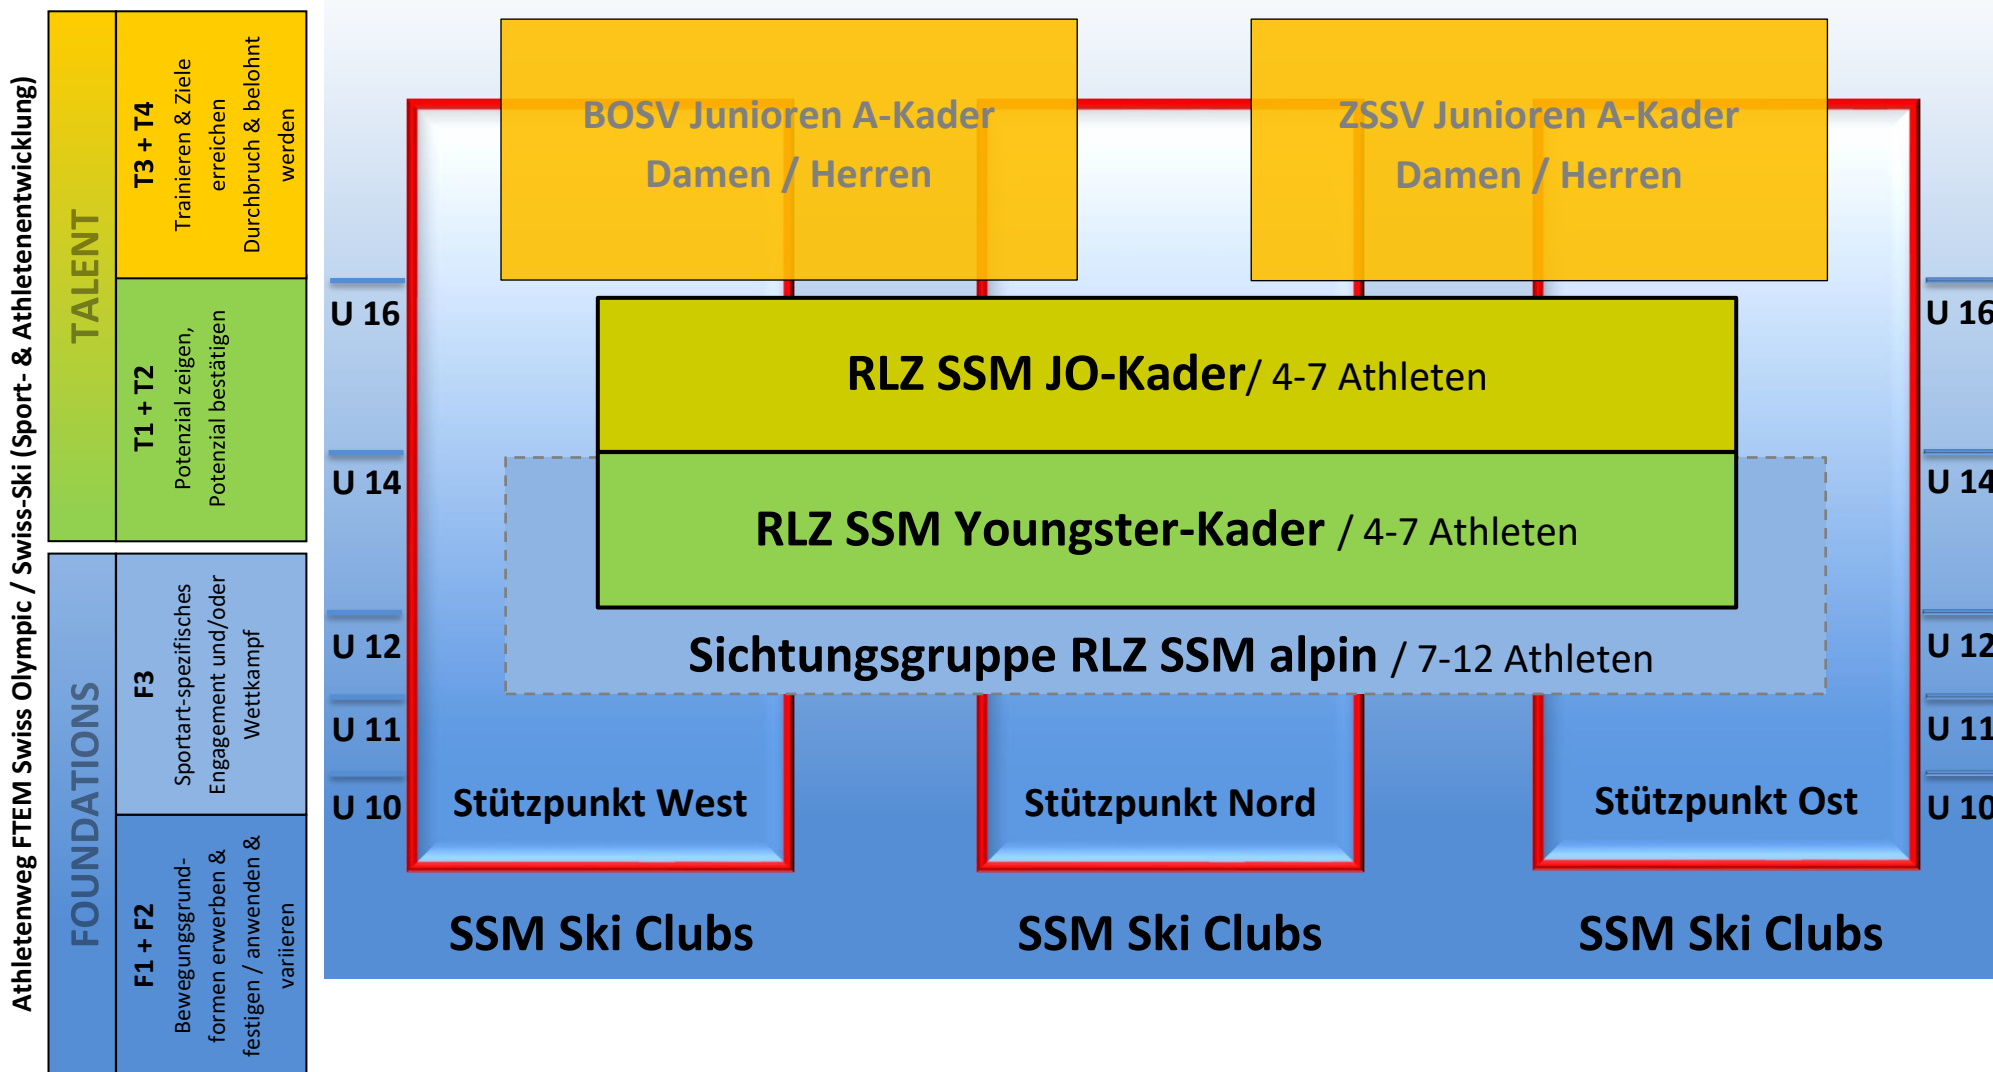 Athletenweg FTEM Swiss Olympic / Swiss-Ski (Sport- & Athletenentwicklung)
TALENT
T3 + T4
Trainieren & Ziele
erreichen
Durchbruch & belohnt
werden
T1 + T2
Potenzial zeigen,
Potenzial bestätigen
FOUNDATIONS
F3
Sportart-spezifisches
Engagement und/oder
Wettkampf
F1 + F2
Bewegungsgrund-
formen erwerben &
festigen / anwenden &
variieren
BOSV Junioren A-Kader
Damen / Herren
ZSSV Junioren A-Kader
Damen / Herren
U 16
U 16
RLZ SSM JO-Kader/ 4-7 Athleten
U 14
U 14
RLZ SSM Youngster-Kader / 4-7 Athleten
U 12
U 12
Sichtungsgruppe RLZ SSM alpin / 7-12 Athleten
U 11
U 11
U 10
U 10
Stützpunkt West
Stützpunkt Nord
Stützpunkt Ost
SSM Ski Clubs
SSM Ski Clubs
SSM Ski Clubs